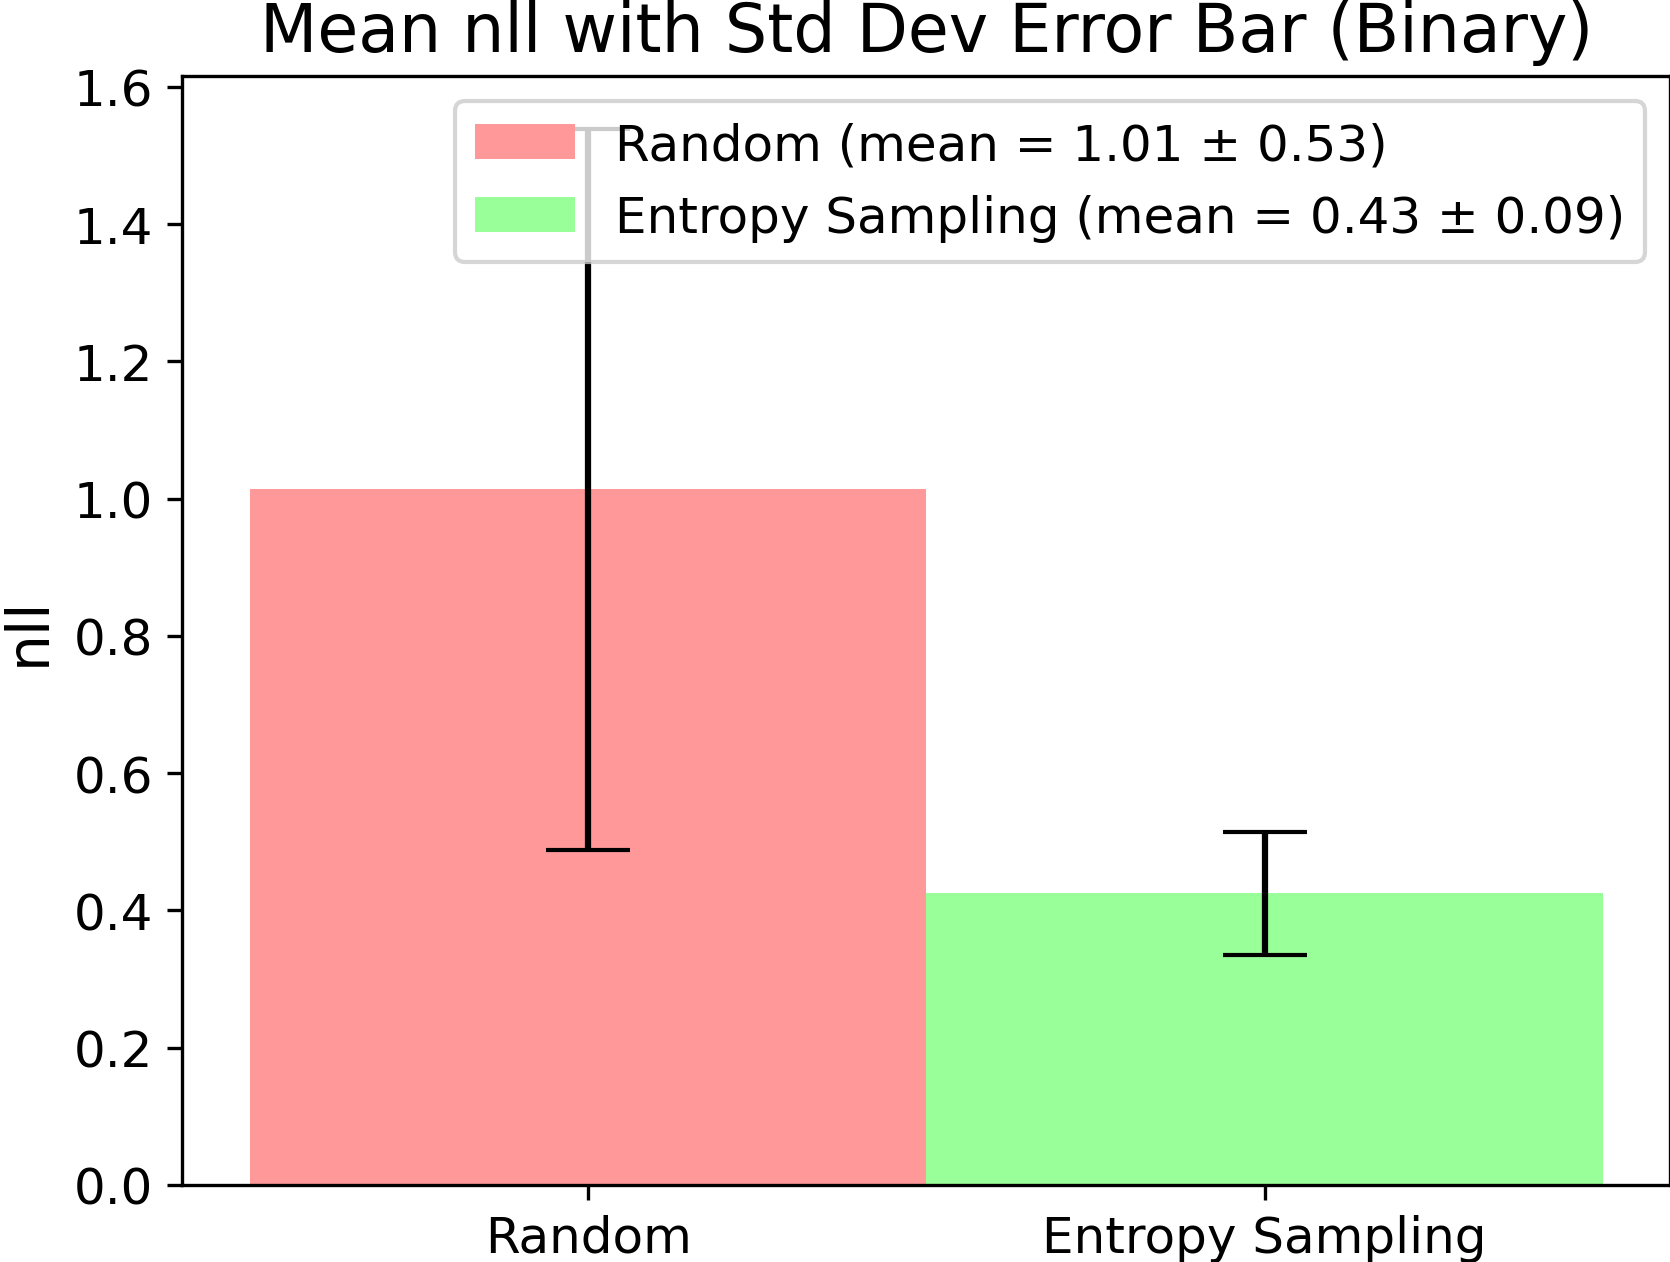 Mean nll with Std Dev Error Bar (Binary)
1.6
1.4
1.2
1.0
0.8
0.6
0.4
0.2
0.0
nll
Random (mean = 1.01 ± 0.53)
Entropy Sampling (mean = 0.43 ± 0.09)
Random
Entropy Sampling